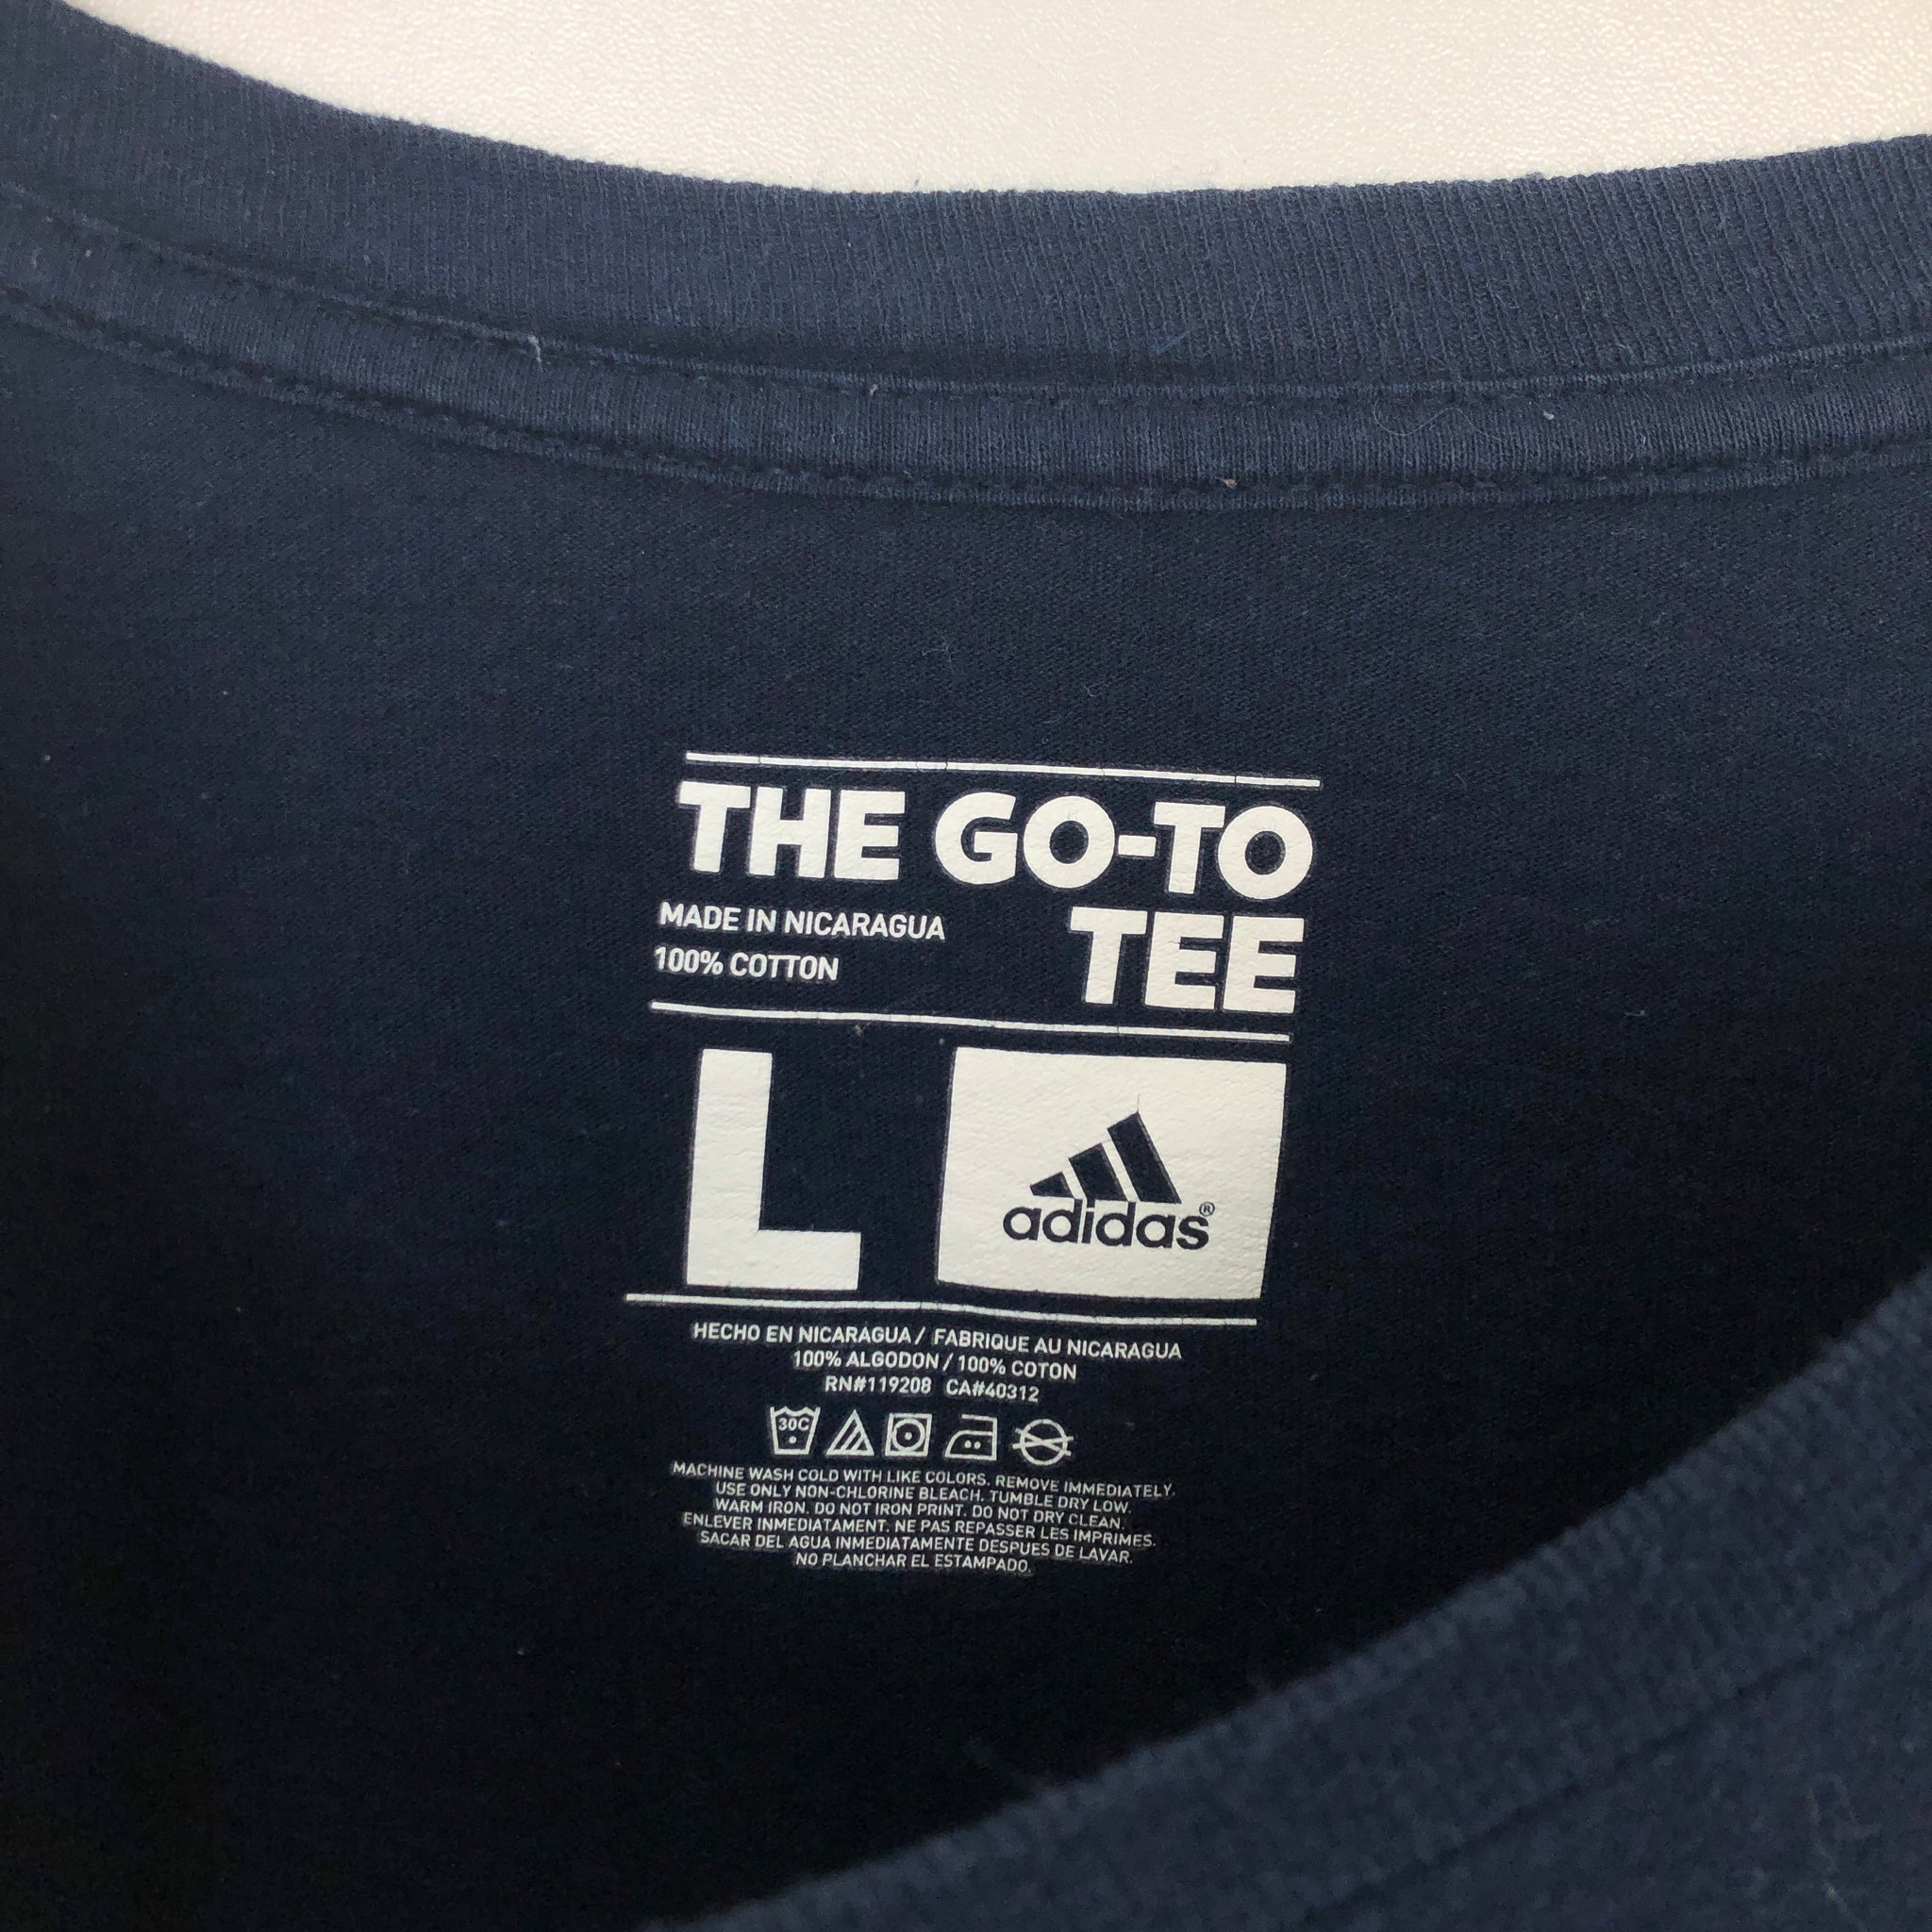 THE GO-TO
TEE
MADE IN NICARAGUA
100% COTTON
L
adidas®
HECHO EN NICARAGUA / FABRIQUE AU NICARAGUA
100% ALGODON / 100% COTON
RN#119208 CA#40312
30C
MACHINE WASH COLD WITH LIKE COLORS. REMOVE IMMEDIATELY.
USE ONLY NON-CHLORINE BLEACH. TUMBLE DRY LOW.
WARM IRON. DO NOT IRON PRINT. DO NOT DRY CLEAN.
ENLEVER INMEDIATAMENT. NE PAS REPASSER LES IMPRIMES.
SACAR DEL AGUA INMEDIATAMENTE DESPUES DE LAVAR.
NO PLANCHAR EL ESTAMPADO.